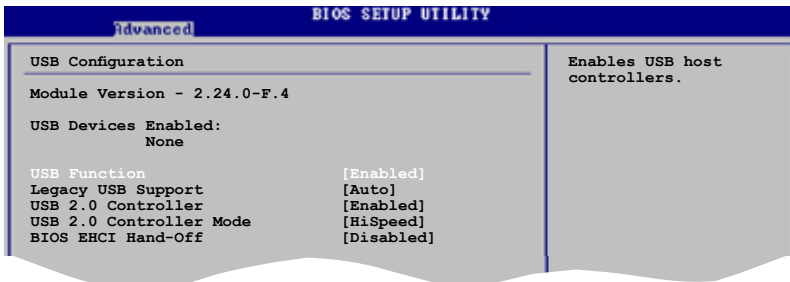 BIOS SETUP UTILITY
Advanced
USB Configuration
Module Version - 2.24.0-F.4
USB Devices Enabled:
None
USB Function [Enabled]
Legacy USB Support [Auto]
USB 2.0 Controller [Enabled]
USB 2.0 Controller Mode [HiSpeed]
BIOS EHCI Hand-Off [Disabled]
Enables USB host
controllers.